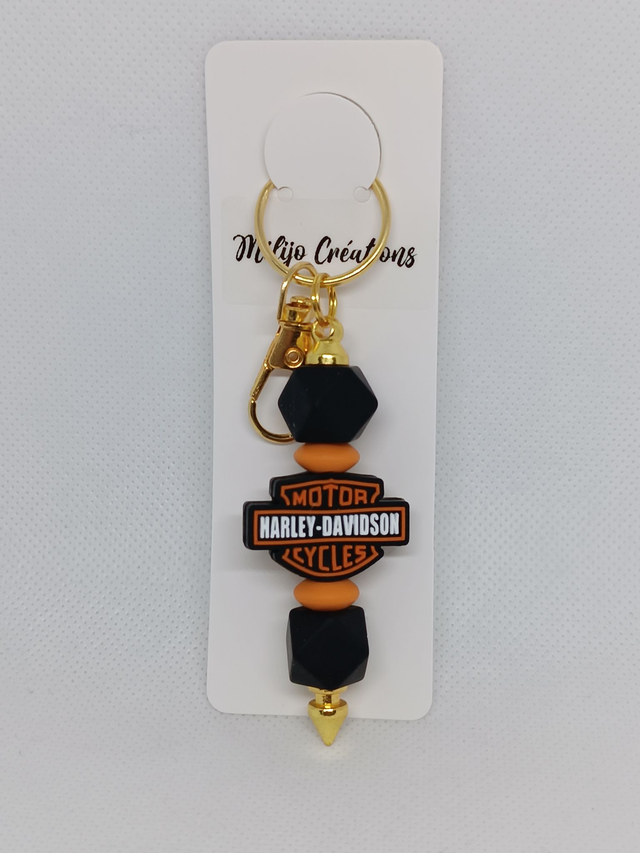 Milijo Créations
MOTOR
HARLEY-DAVIDSON
CYCLES